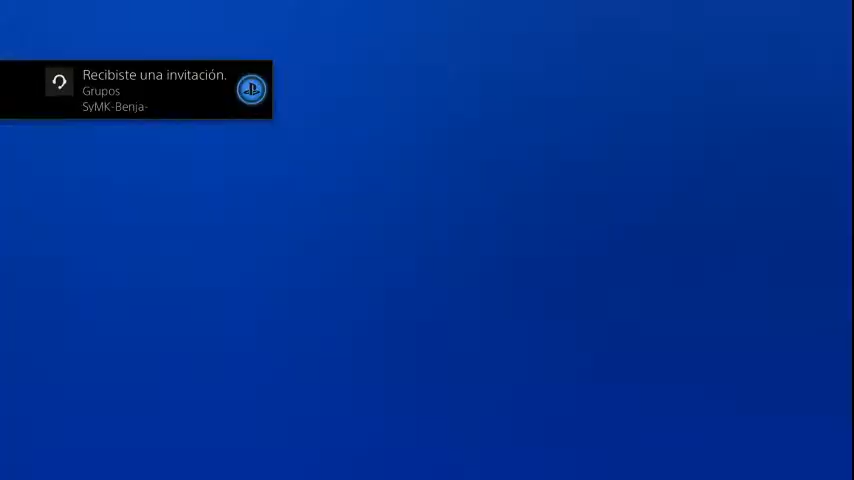 Recibiste una invitación.
Grupos
SyMK-Benja-